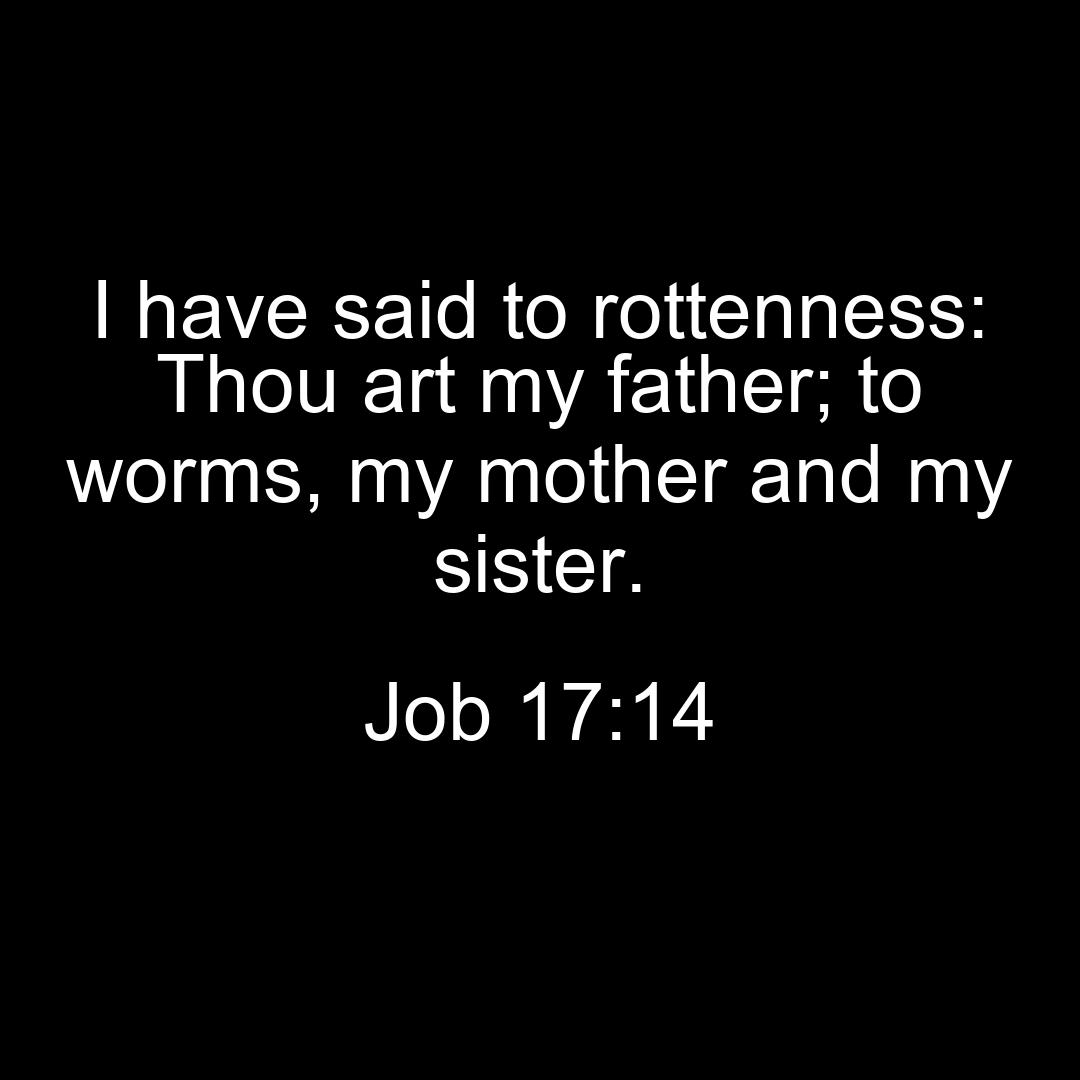 I have said to rottenness:
Thou art my father; to
worms, my mother and my
sister.
Job 17:14